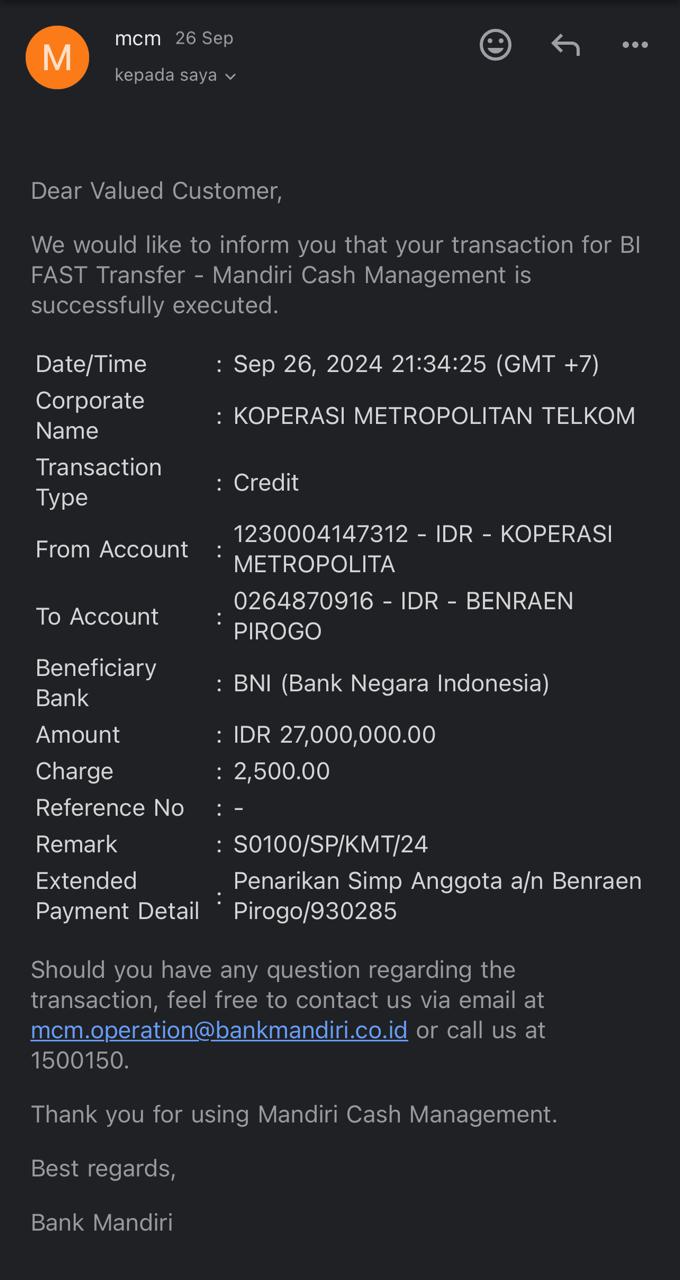 M
mcm 26 Sep
kepada saya
Dear Valued Customer,
We would like to inform you that your transaction for BI
FAST Transfer - Mandiri Cash Management is
successfully executed.
Date/Time : Sep 26, 2024 21:34:25 (GMT +7)
Corporate
Name : KOPERASI METROPOLITAN TELKOM
Transaction
Type : Credit
From Account : 1230004147312 - IDR - KOPERASI
METROPOLITA
To Account : 0264870916 - IDR - BENRAEN
PIROGO
Beneficiary
Bank : BNI (Bank Negara Indonesia)
Amount : IDR 27,000,000.00
Charge : 2,500.00
Reference No : -
Remark : S0100/SP/KMT/24
Extended : Penarikan Simp Anggota a/n Benraen
Payment Detail Pirogo/930285
Should you have any question regarding the
transaction, feel free to contact us via email at
mcm.operation@bankmandiri.co.id or call us at
1500150.
Thank you for using Mandiri Cash Management.
Best regards,
Bank Mandiri